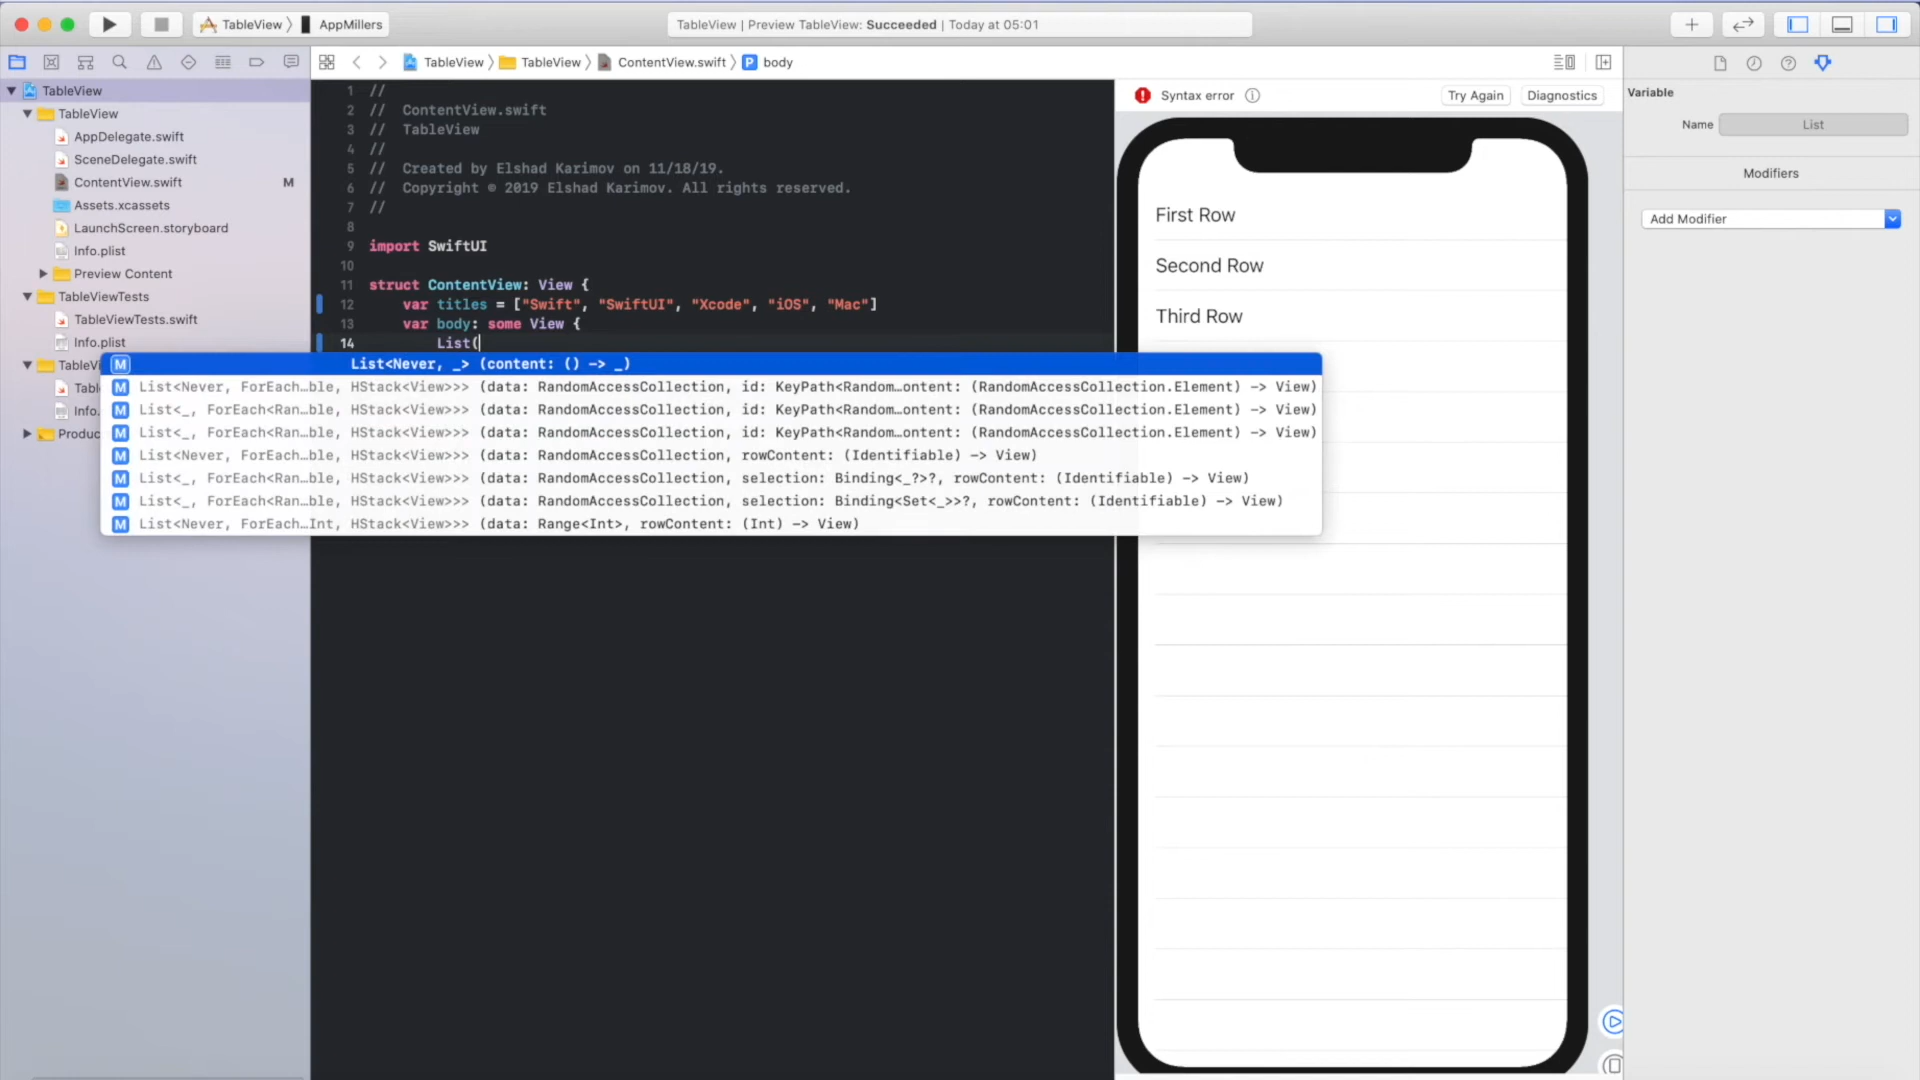 TableView 〉 AppMillers
TableView | Preview TableView: Succeeded | Today at 05:01
TableView 〉 TableView 〉 ContentView.swift 〉 P body
TableView
TableView
AppDelegate.swift
SceneDelegate.swift
ContentView.swift M
Assets.xcassets
LaunchScreen.storyboard
Info.plist
Preview Content
TableViewTests
TableViewTests.swift
Info.plist
TableVi
Tabl
Info.
Produc
1 //
2 // ContentView.swift
3 // TableView
4 //
5 // Created by Elshad Karimov on 11/18/19.
6 // Copyright © 2019 Elshad Karimov. All rights reserved.
7 //
8
9 import SwiftUI
10
11 struct ContentView: View {
12 var titles = ["Swift", "SwiftUI", "Xcode", "iOS", "Mac"]
13 var body: some View {
14 List(
M List<Never, _> (content: () -> _)
M List<Never, ForEach…ble, HStack<View>>> (data: RandomAccessCollection, id: KeyPath<Random…ontent: (RandomAccessCollection.Element) -> View)
M List<_, ForEach<Ran…ble, HStack<View>>> (data: RandomAccessCollection, id: KeyPath<Random…ontent: (RandomAccessCollection.Element) -> View)
M List<_, ForEach<Ran…ble, HStack<View>>> (data: RandomAccessCollection, id: KeyPath<Random…ontent: (RandomAccessCollection.Element) -> View)
M List<Never, ForEach…ble, HStack<View>>> (data: RandomAccessCollection, rowContent: (Identifiable) -> View)
M List<_, ForEach<Ran…ble, HStack<View>>> (data: RandomAccessCollection, selection: Binding<_?>?, rowContent: (Identifiable) -> View)
M List<_, ForEach<Ran…ble, HStack<View>>> (data: RandomAccessCollection, selection: Binding<Set<_>>?, rowContent: (Identifiable) -> View)
M List<Never, ForEach…Int, HStack<View>>> (data: Range<Int>, rowContent: (Int) -> View)
Syntax error Try Again Diagnostics
First Row
Second Row
Third Row
Variable
Name List
Modifiers
Add Modifier